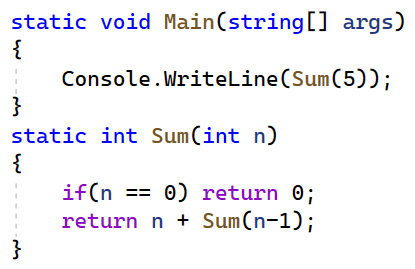 static void Main(string[] args)
{
    Console.WriteLine(Sum(5));
}
static int Sum(int n)
{
    if(n == 0) return 0;
    return n + Sum(n-1);
}